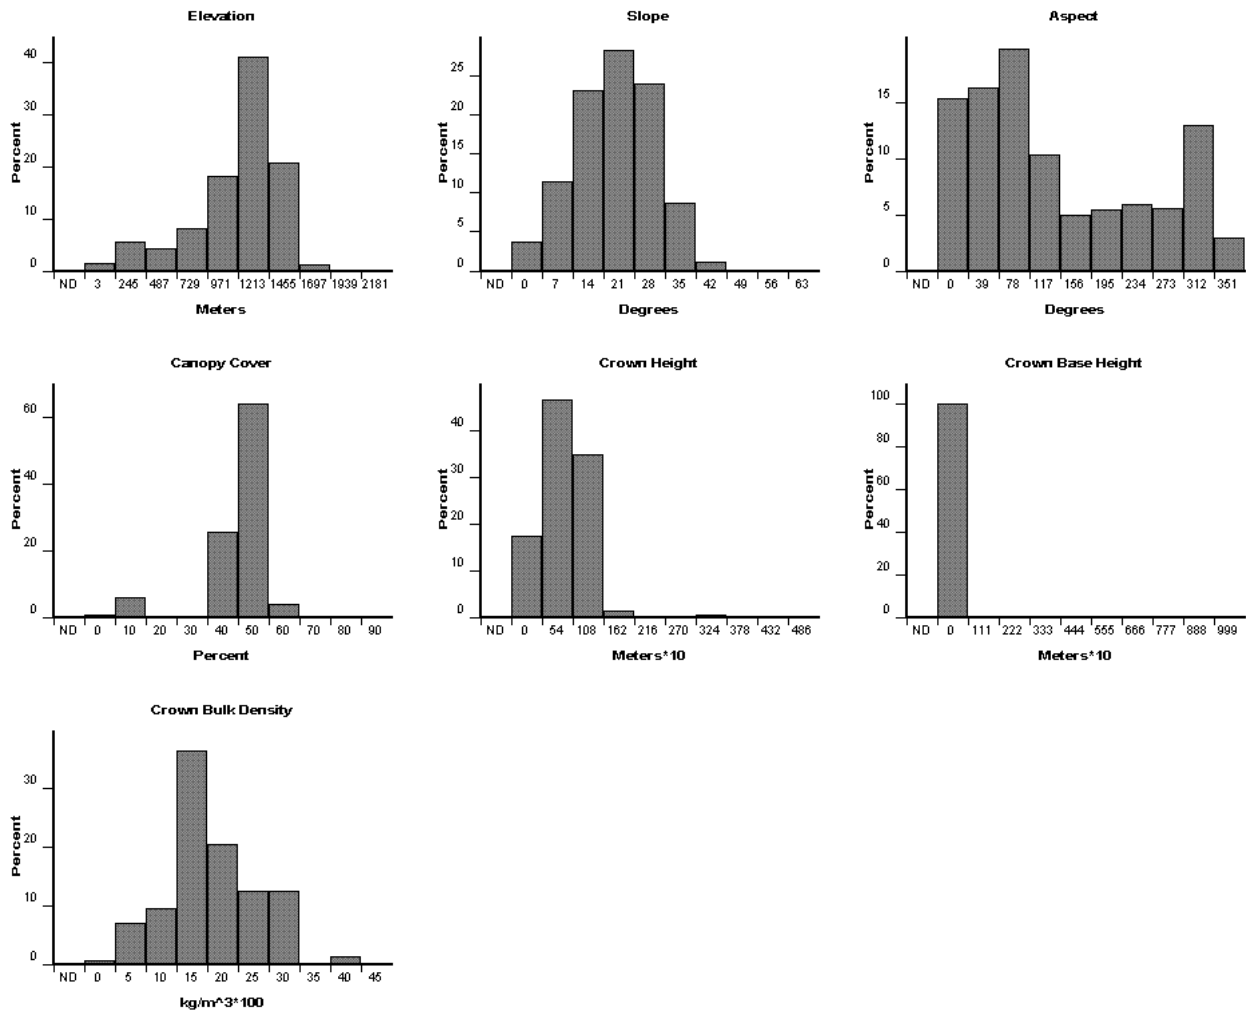 Elevation
40
30
20
10
0
Percent
ND 3 245 487 729 971 1213 1455 1697 1939 2181
Meters
Slope
25
20
15
10
5
0
Percent
ND 0 7 14 21 28 35 42 49 56 63
Degrees
Aspect
15
10
5
0
Percent
ND 0 39 78 117 156 195 234 273 312 351
Degrees
Canopy Cover
60
40
20
0
Percent
ND 0 10 20 30 40 50 60 70 80 90
Percent
Crown Height
40
30
20
10
0
Percent
ND 0 54 108 162 216 270 324 378 432 486
Meters*10
Crown Base Height
100
80
60
40
20
0
Percent
ND 0 111 222 333 444 555 666 777 888 999
Meters*10
Crown Bulk Density
30
20
10
0
Percent
ND 0 5 10 15 20 25 30 35 40 45
kg/m^3*100